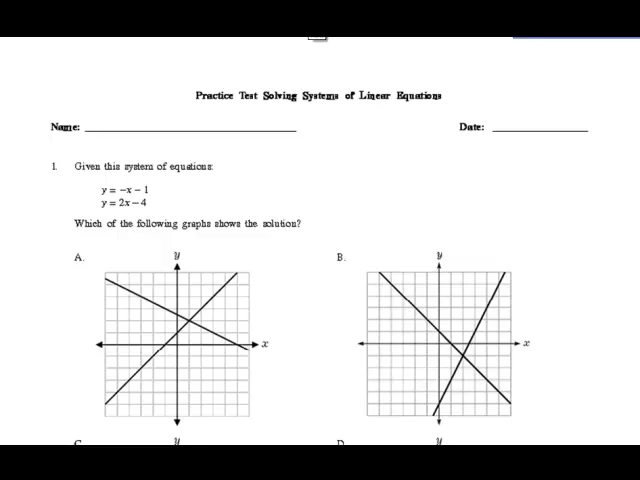 Practice Test Solving Systems of Linear Equations
Name:
Date:
1. Given this system of equations:
y = −x − 1
y = 2x − 4
Which of the following graphs shows the solution?
A.
y
x
B.
y
x
C
y
D.
y